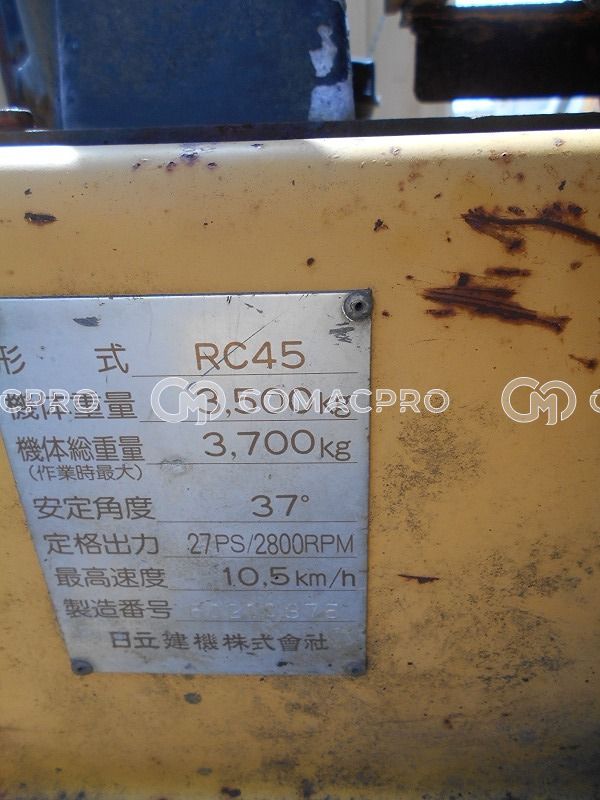 形式 RC45
機体重量 3,500kg
機体総重量 3,700kg
(作業時最大)
安定角度 37°
定格出力 27PS/2800RPM
最高速度 10.5km/h
製造番号
日立建機株式會社
COMACPRO